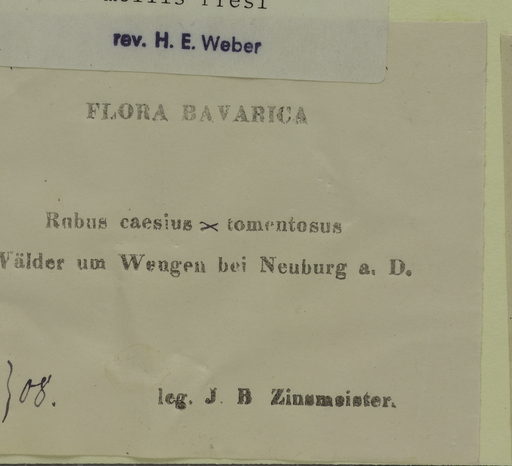 rev. H. E. Weber
FLORA BAVARICA
Rubus caesius × tomentosus
Wälder um Wengen bei Neuburg a. D.
08.
leg. J B Zinsmeister.